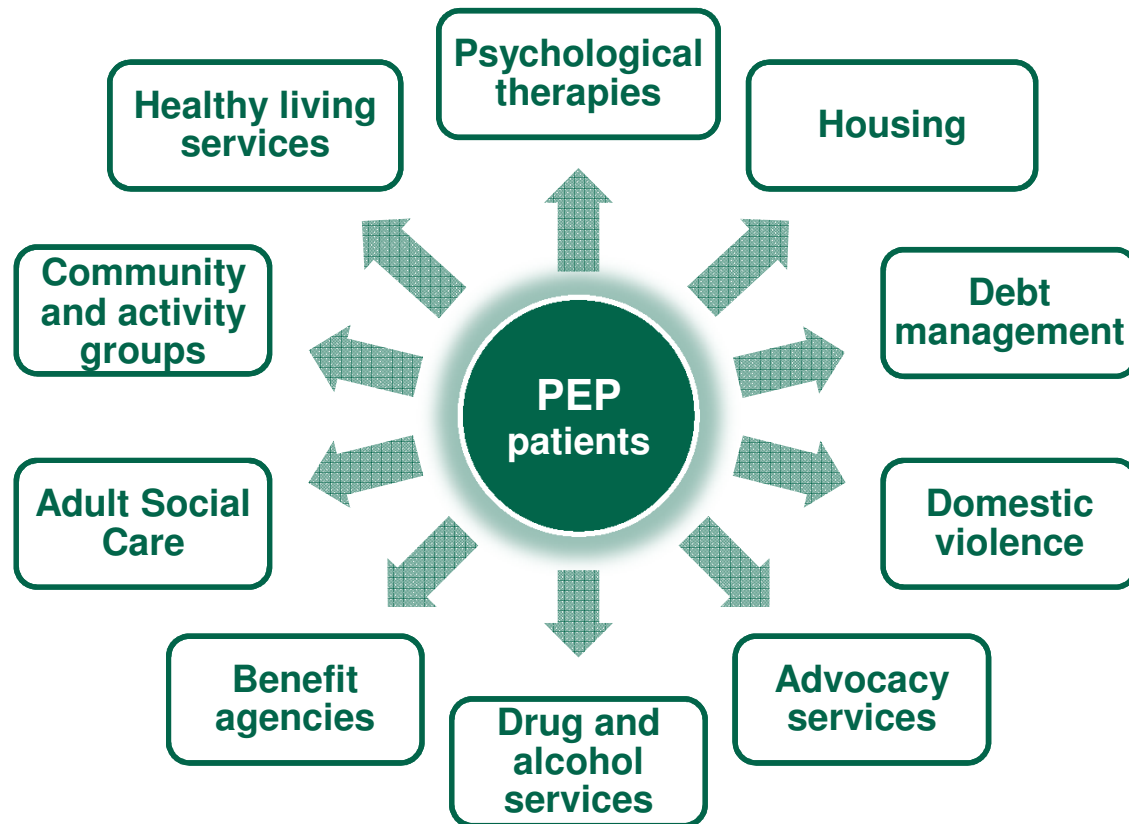 Psychological
therapies
Housing
Debt
management
Domestic
violence
Advocacy
services
Drug and
alcohol
services
Benefit
agencies
Adult Social
Care
Community
and activity
groups
Healthy living
services
PEP
patients